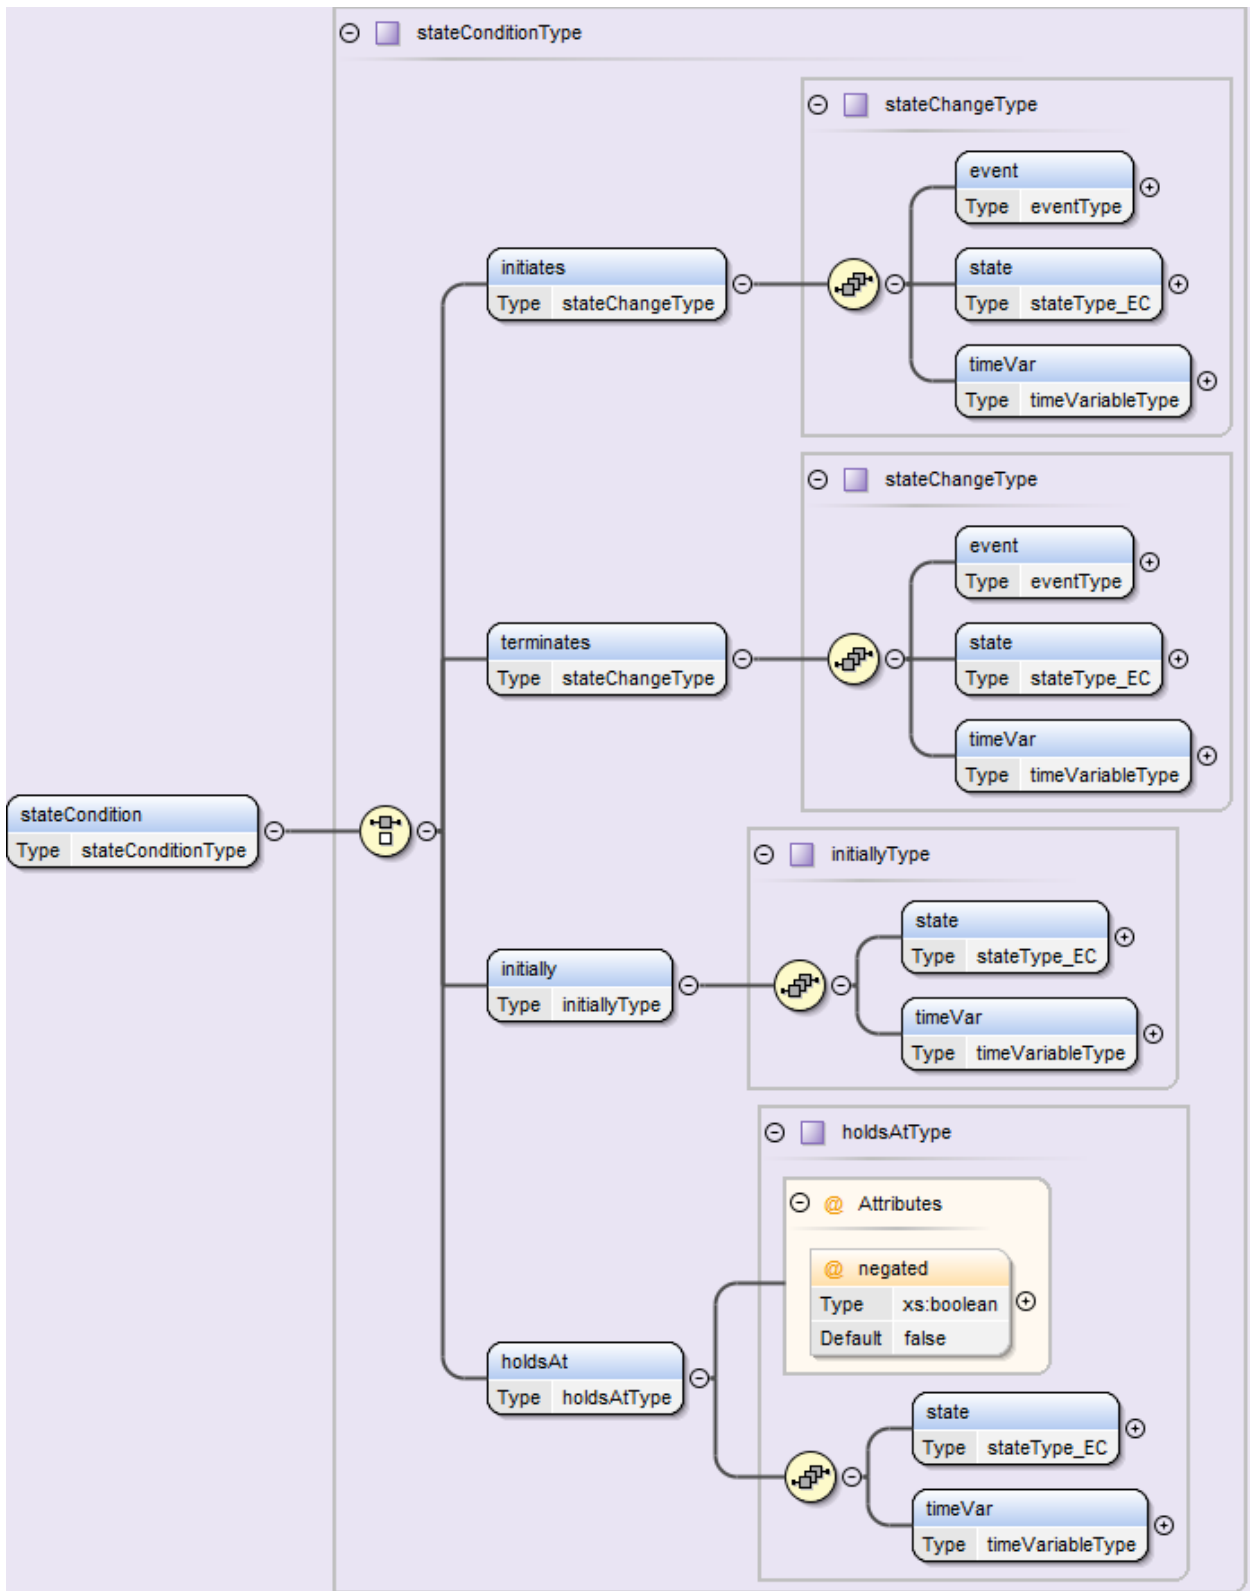 stateConditionType
stateChangeType
event
Type eventType
initiates
Type stateChangeType
state
Type stateType_EC
timeVar
Type timeVariableType
stateChangeType
event
Type eventType
terminates
Type stateChangeType
state
Type stateType_EC
timeVar
Type timeVariableType
stateCondition
Type stateConditionType
initiallyType
state
Type stateType_EC
initially
Type initiallyType
timeVar
Type timeVariableType
holdsAtType
@ Attributes
@ negated
Type xs:boolean
Default false
holdsAt
Type holdsAtType
state
Type stateType_EC
timeVar
Type timeVariableType